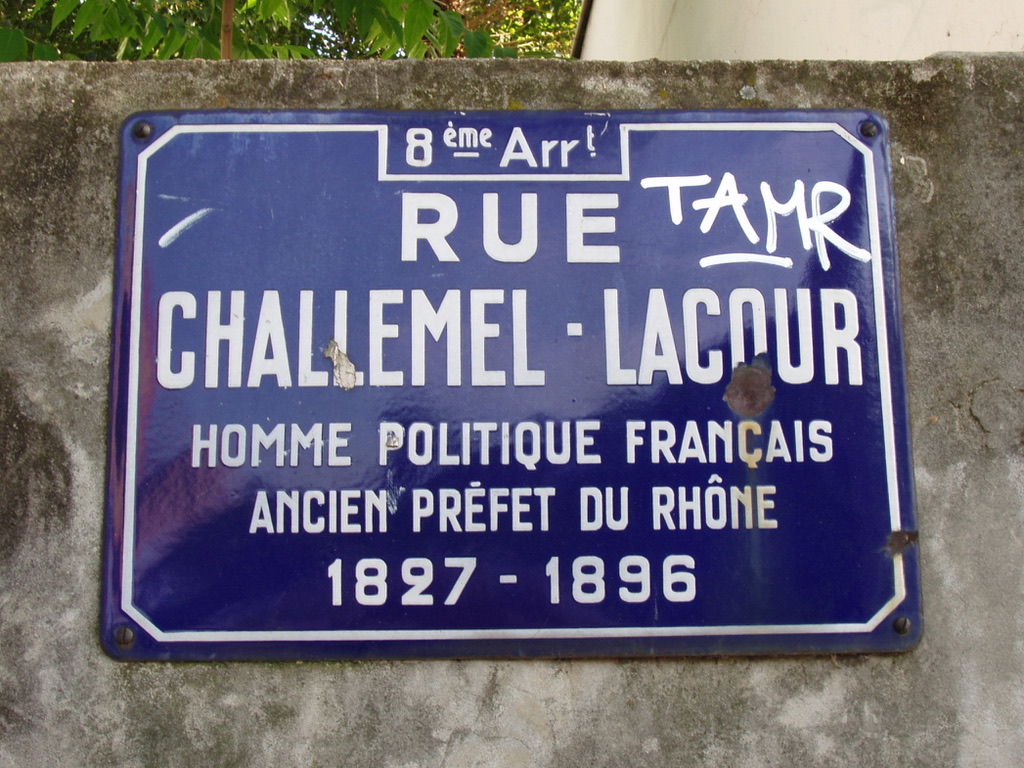 8ème Arrt
RUE
TAMR
CHALLEMEL - LACOUR
HOMME POLITIQUE FRANÇAIS
ANCIEN PRÉFET DU RHÔNE
1827 - 1896